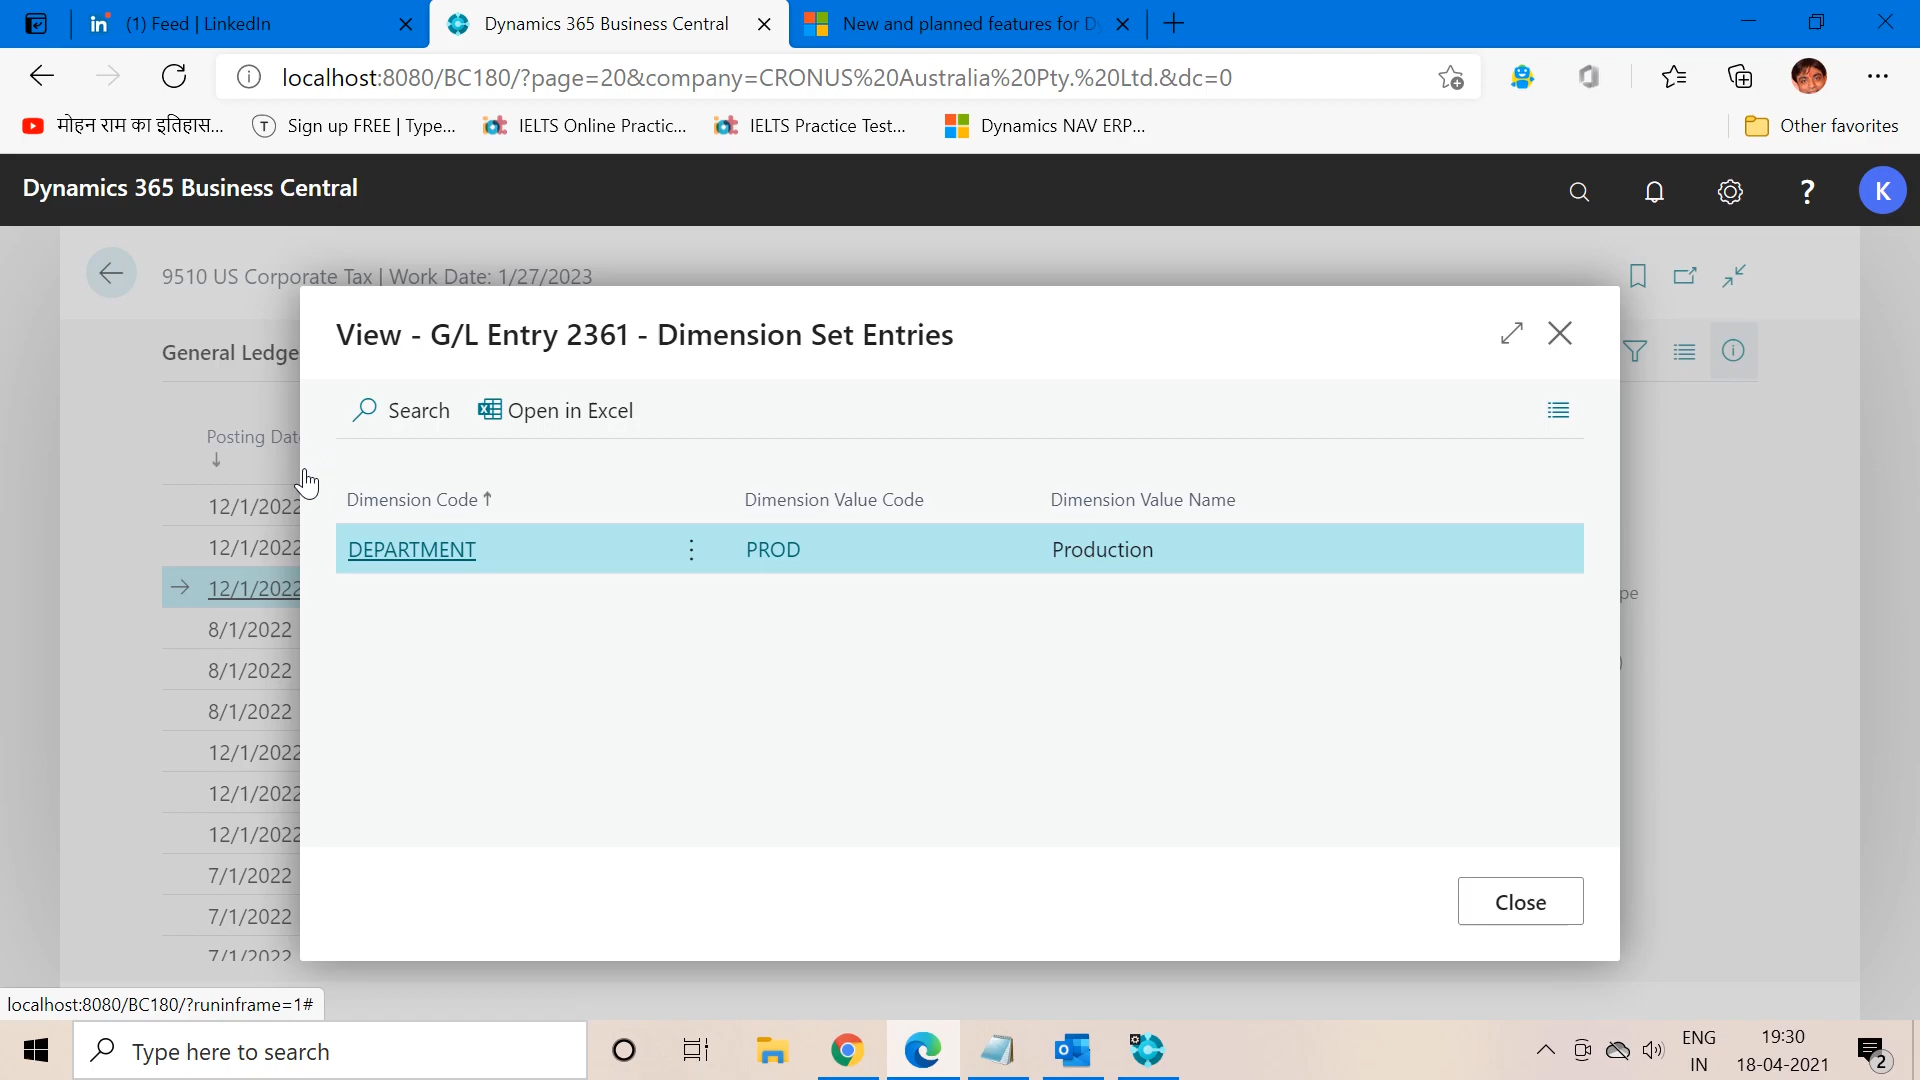 (1) Feed | LinkedIn
Dynamics 365 Business Central
New and planned features for Dy
localhost:8080/BC180/?page=20&company=CRONUS%20Australia%20Pty.%20Ltd.&dc=0
मोहन राम का इतिहास...
Sign up FREE | Type...
IELTS Online Practic...
IELTS Practice Test...
Dynamics NAV ERP...
Other favorites
Dynamics 365 Business Central
K
9510 US Corporate Tax | Work Date: 1/27/2023
View - G/L Entry 2361 - Dimension Set Entries
General Ledge
Search
Open in Excel
Posting Dat
Dimension Code
Dimension Value Code
Dimension Value Name
12/1/2022
DEPARTMENT
PROD
Production
12/1/2022
12/1/2022
pe
8/1/2022
8/1/2022
8/1/2022
12/1/2022
12/1/2022
12/1/2022
7/1/2022
Close
7/1/2022
7/1/2022
localhost:8080/BC180/?runinframe=1#
Type here to search
ENG
IN
19:30
18-04-2021
2